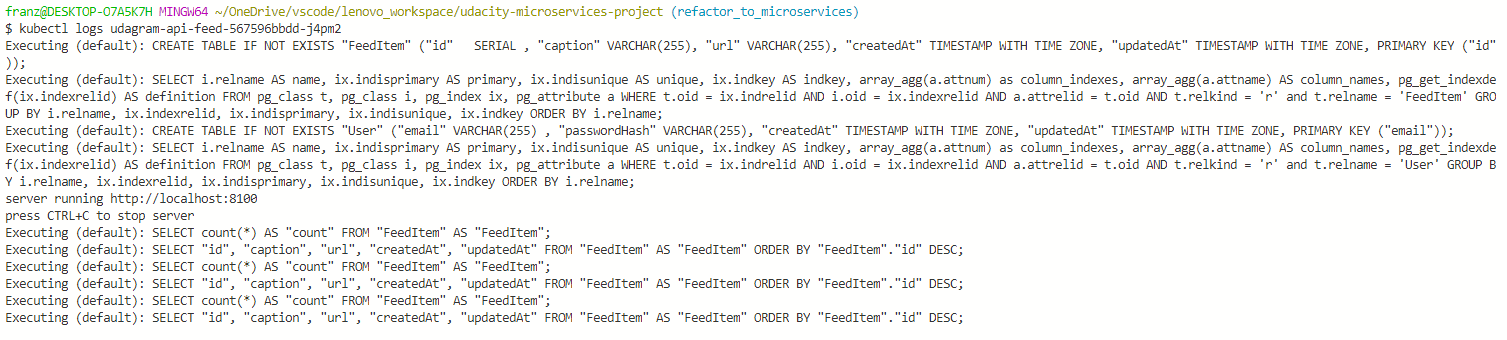 franz@DESKTOP-O7A5K7H MINGW64 ~/OneDrive/vscode/lenovo_workspace/udacity-microservices-project (refactor_to_microservices)
$ kubectl logs udagram-api-feed-567596bbdd-j4pm2
Executing (default): CREATE TABLE IF NOT EXISTS "FeedItem" ("id"   SERIAL , "caption" VARCHAR(255), "url" VARCHAR(255), "createdAt" TIMESTAMP WITH TIME ZONE, "updatedAt" TIMESTAMP WITH TIME ZONE, PRIMARY KEY ("id"
));
Executing (default): SELECT i.relname AS name, ix.indisprimary AS primary, ix.indisunique AS unique, ix.indkey AS indkey, array_agg(a.attnum) as column_indexes, array_agg(a.attname) AS column_names, pg_get_indexde
f(ix.indexrelid) AS definition FROM pg_class t, pg_class i, pg_index ix, pg_attribute a WHERE t.oid = ix.indrelid AND i.oid = ix.indexrelid AND a.attrelid = t.oid AND t.relkind = 'r' and t.relname = 'FeedItem' GRO
UP BY i.relname, ix.indexrelid, ix.indisprimary, ix.indisunique, ix.indkey ORDER BY i.relname;
Executing (default): CREATE TABLE IF NOT EXISTS "User" ("email" VARCHAR(255) , "passwordHash" VARCHAR(255), "createdAt" TIMESTAMP WITH TIME ZONE, "updatedAt" TIMESTAMP WITH TIME ZONE, PRIMARY KEY ("email"));
Executing (default): SELECT i.relname AS name, ix.indisprimary AS primary, ix.indisunique AS unique, ix.indkey AS indkey, array_agg(a.attnum) as column_indexes, array_agg(a.attname) AS column_names, pg_get_indexde
f(ix.indexrelid) AS definition FROM pg_class t, pg_class i, pg_index ix, pg_attribute a WHERE t.oid = ix.indrelid AND i.oid = ix.indexrelid AND a.attrelid = t.oid AND t.relkind = 'r' and t.relname = 'User' GROUP B
Y i.relname, ix.indexrelid, ix.indisprimary, ix.indisunique, ix.indkey ORDER BY i.relname;
server running http://localhost:8100
press CTRL+C to stop server
Executing (default): SELECT count(*) AS "count" FROM "FeedItem" AS "FeedItem";
Executing (default): SELECT "id", "caption", "url", "createdAt", "updatedAt" FROM "FeedItem" AS "FeedItem" ORDER BY "FeedItem"."id" DESC;
Executing (default): SELECT count(*) AS "count" FROM "FeedItem" AS "FeedItem";
Executing (default): SELECT "id", "caption", "url", "createdAt", "updatedAt" FROM "FeedItem" AS "FeedItem" ORDER BY "FeedItem"."id" DESC;
Executing (default): SELECT count(*) AS "count" FROM "FeedItem" AS "FeedItem";
Executing (default): SELECT "id", "caption", "url", "createdAt", "updatedAt" FROM "FeedItem" AS "FeedItem" ORDER BY "FeedItem"."id" DESC;